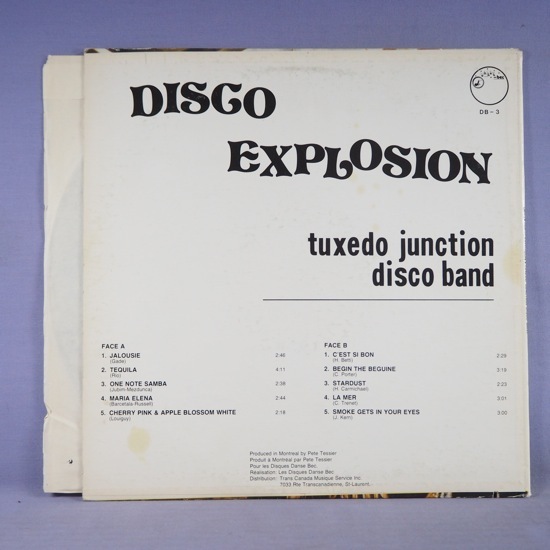 DISCO
EXPLOSION
DB-3
tuxedo junction
disco band
FACE A
1. JALOUSIE 2:46
(Gade)
2. TEQUILA 4:11
(Rio)
3. ONE NOTE SAMBA 2:38
(Jubim-Mezdunca)
4. MARIA ELENA 2:44
(Barcetala-Russell)
5. CHERRY PINK & APPLE BLOSSOM WHITE 2:18
(Louiguy)
FACE B
1. C'EST SI BON 2:29
(H. Betti)
2. BEGIN THE BEGUINE 3:19
(C. Porter)
3. STARDUST 2:23
(H. Carmichael)
4. LA MER 3:01
(C. Trenet)
5. SMOKE GETS IN YOUR EYES 3:00
(J. Kern)
Produced in Montreal by Pete Tessier
Produit à Montréal par Pete Tessier
Pour les Disques Danse Bec.
Réalisation: Les Disques Danse Bec
Distribution: Trans Canada Musique Service Inc
7033 Rte Transcanadienne, St-Laurent.